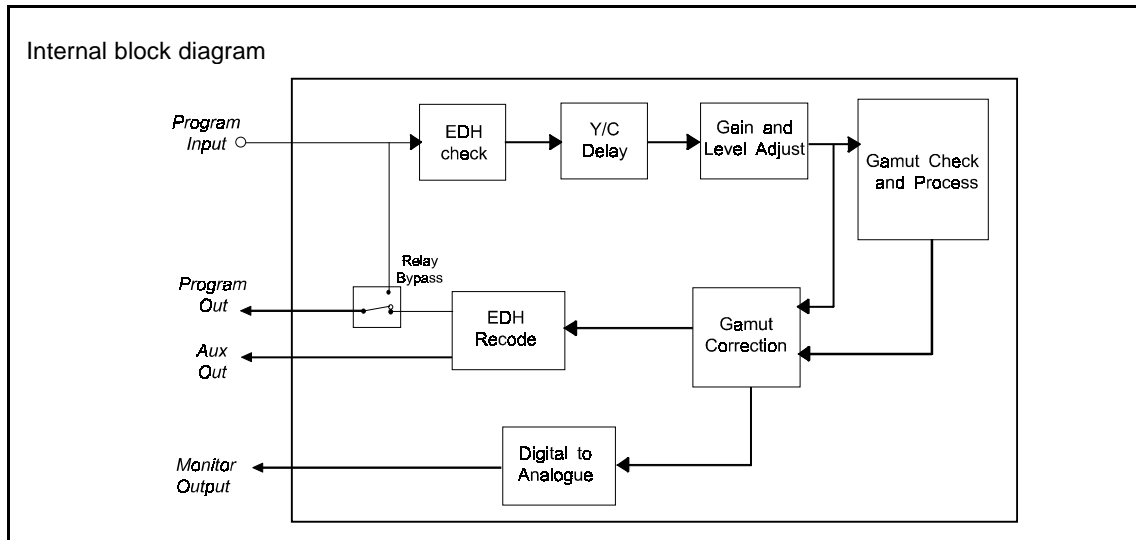 Internal block diagram
Program
Input
EDH
check
Y/C
Delay
Gain and
Level Adjust
Gamut Check
and Process
Relay
Bypass
Program
Out
EDH
Recode
Gamut
Correction
Aux
Out
Digital to
Analogue
Monitor
Output